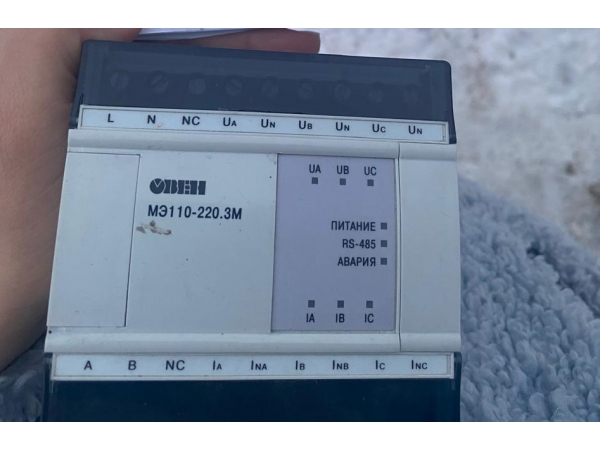 L N NC UA UN UB UN UC UN
UA UB UC
ОВЕН
МЭ110-220.3М
ПИТАНИЕ
RS-485
АВАРИЯ
IA IB IC
A B NC IA INA IB INB IC INC